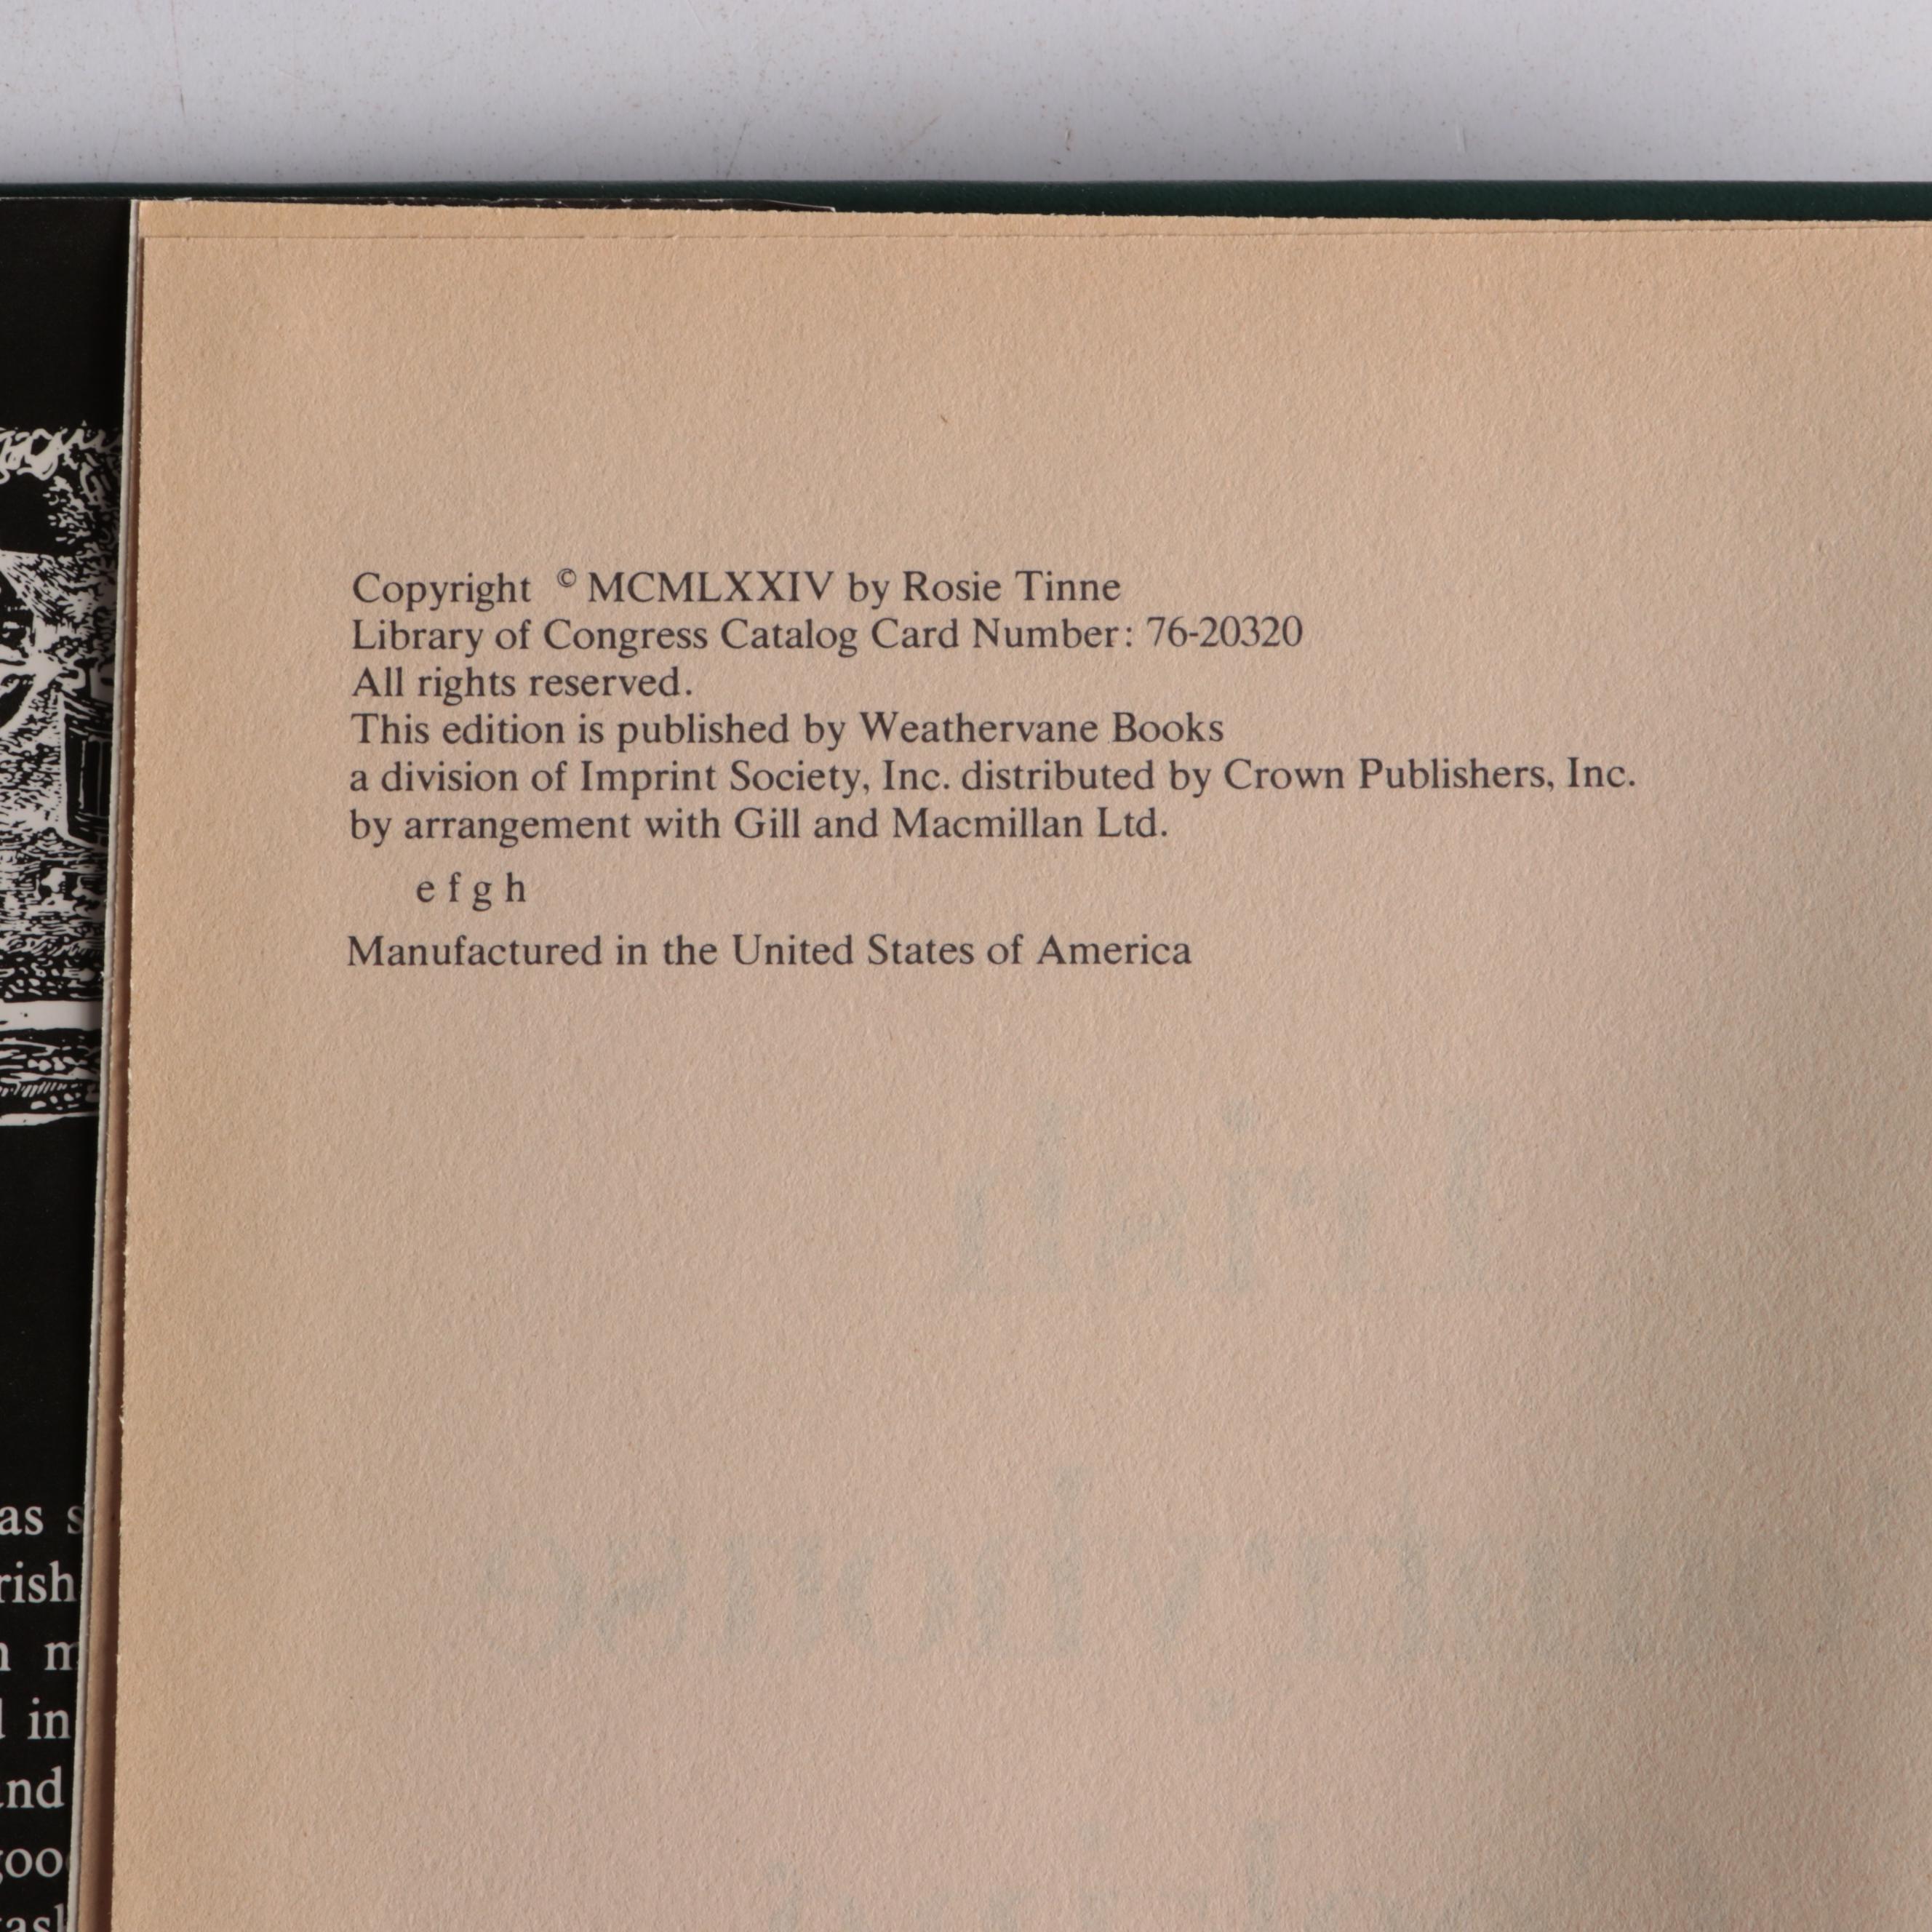 Copyright © MCMLXXIV by Rosie Tinne
Library of Congress Catalog Card Number: 76-20320
All rights reserved.
This edition is published by Weathervane Books
a division of Imprint Society, Inc. distributed by Crown Publishers, Inc.
by arrangement with Gill and Macmillan Ltd.
e f g h
Manufactured in the United States of America
as
in